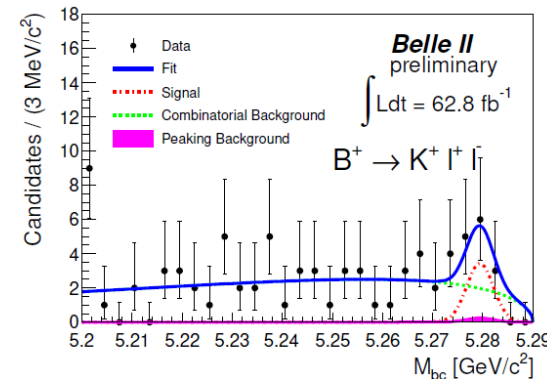 Candidates / (3 MeV/c²)
18
16
14
12
10
8
6
4
2
0
Data
Fit
Signal
Combinatorial Background
Peaking Background
Belle II
preliminary
∫ Ldt = 62.8 fb⁻¹
B⁺ → K⁺ l⁺ l⁻
5.2 5.21 5.22 5.23 5.24 5.25 5.26 5.27 5.28 5.29
M_bc [GeV/c²]